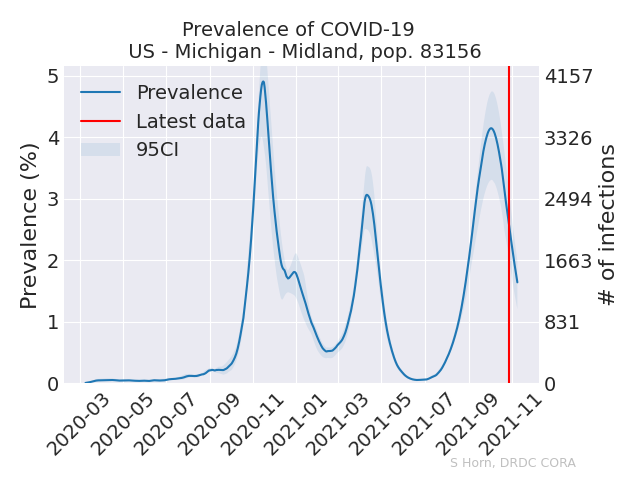 Prevalence of COVID-19
US - Michigan - Midland, pop. 83156
Prevalence
Latest data
95CI
Prevalence (%)
5
4
3
2
1
0
4157
3326
2494
1663
831
0
# of infections
2020-03
2020-05
2020-07
2020-09
2020-11
2021-01
2021-03
2021-05
2021-07
2021-09
2021-11
S Horn, DRDC CORA